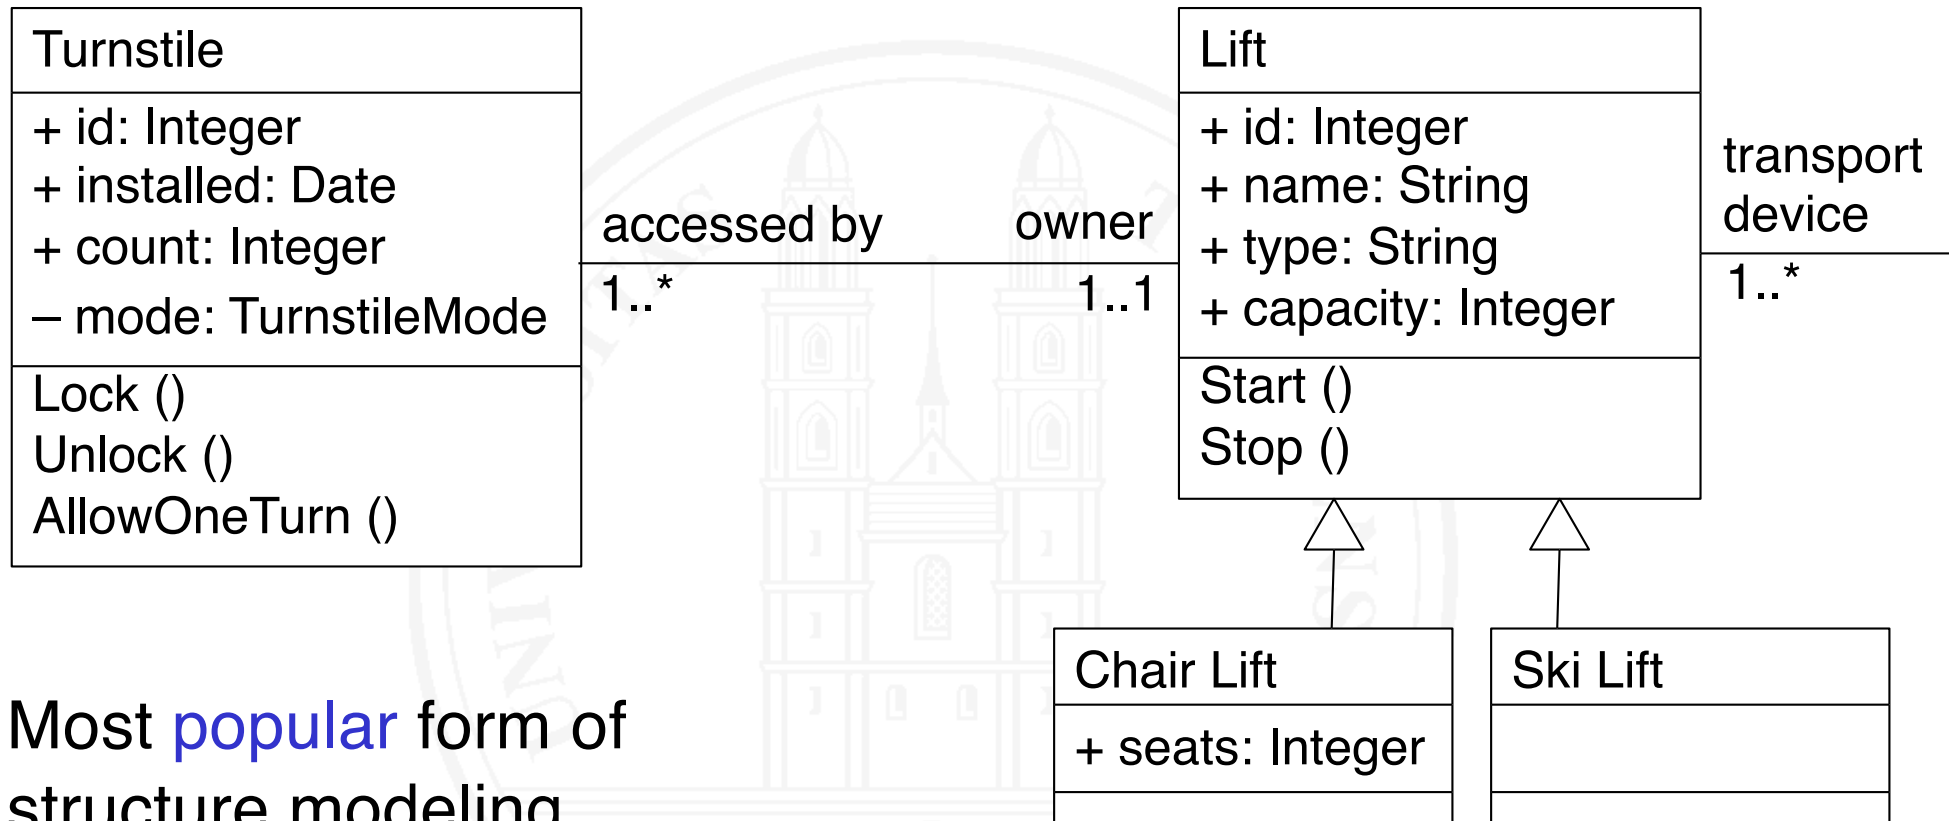 Turnstile
+ id: Integer
+ installed: Date
+ count: Integer
– mode: TurnstileMode
Lock ()
Unlock ()
AllowOneTurn ()
accessed by
1..*
owner
1..1
Lift
+ id: Integer
+ name: String
+ type: String
+ capacity: Integer
Start ()
Stop ()
transport
device
1..*
Chair Lift
+ seats: Integer
Ski Lift
Most popular form of
structure modeling